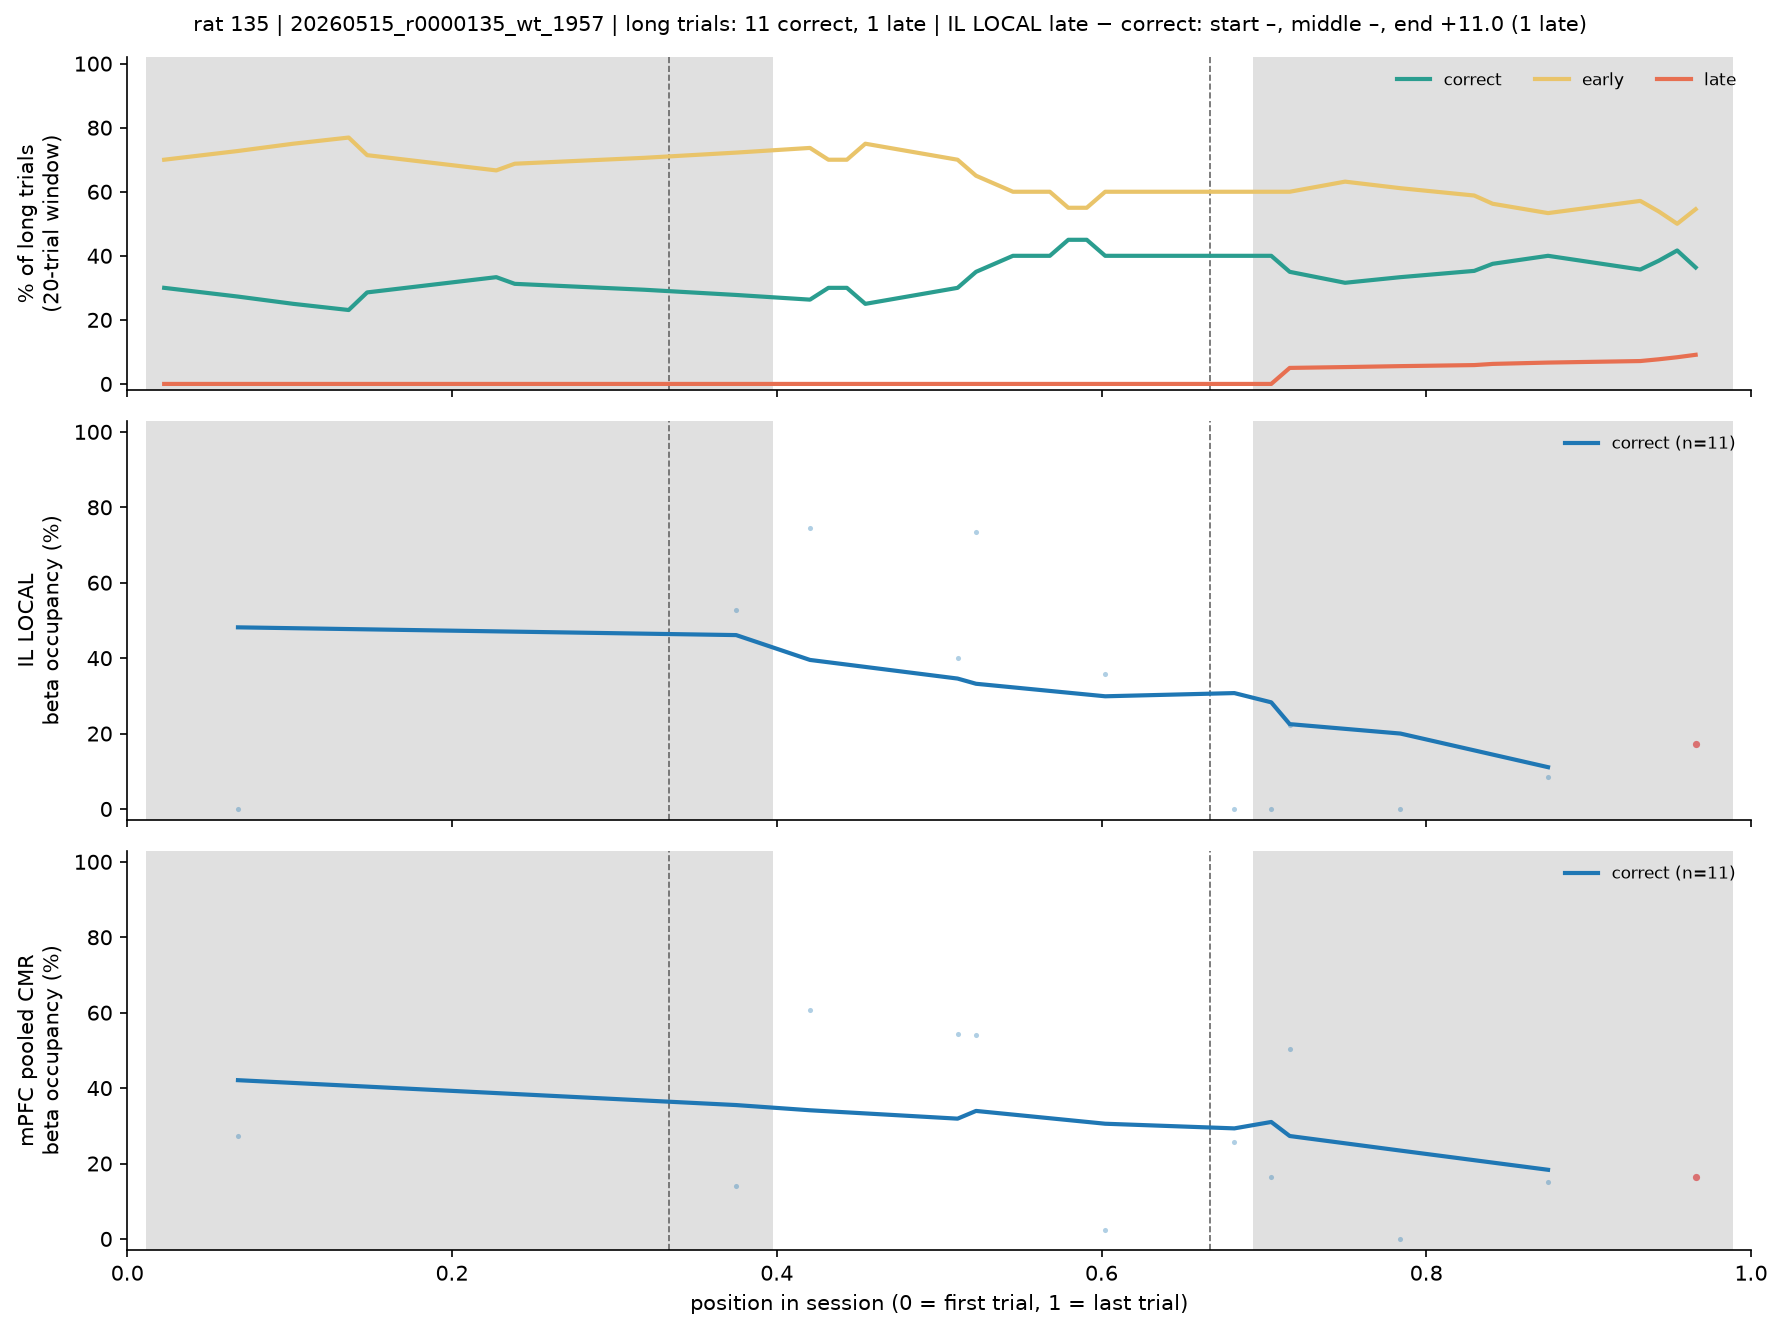 rat 135 | 20260515_r0000135_wt_1957 | long trials: 11 correct, 1 late | IL LOCAL late − correct: start –, middle –, end +11.0 (1 late)
% of long trials
(20-trial window)
100
80
60
40
20
0
correct
early
late
IL LOCAL
beta occupancy (%)
100
80
60
40
20
0
correct (n=11)
mPFC pooled CMR
beta occupancy (%)
100
80
60
40
20
0
correct (n=11)
0.0 0.2 0.4 0.6 0.8 1.0
position in session (0 = first trial, 1 = last trial)